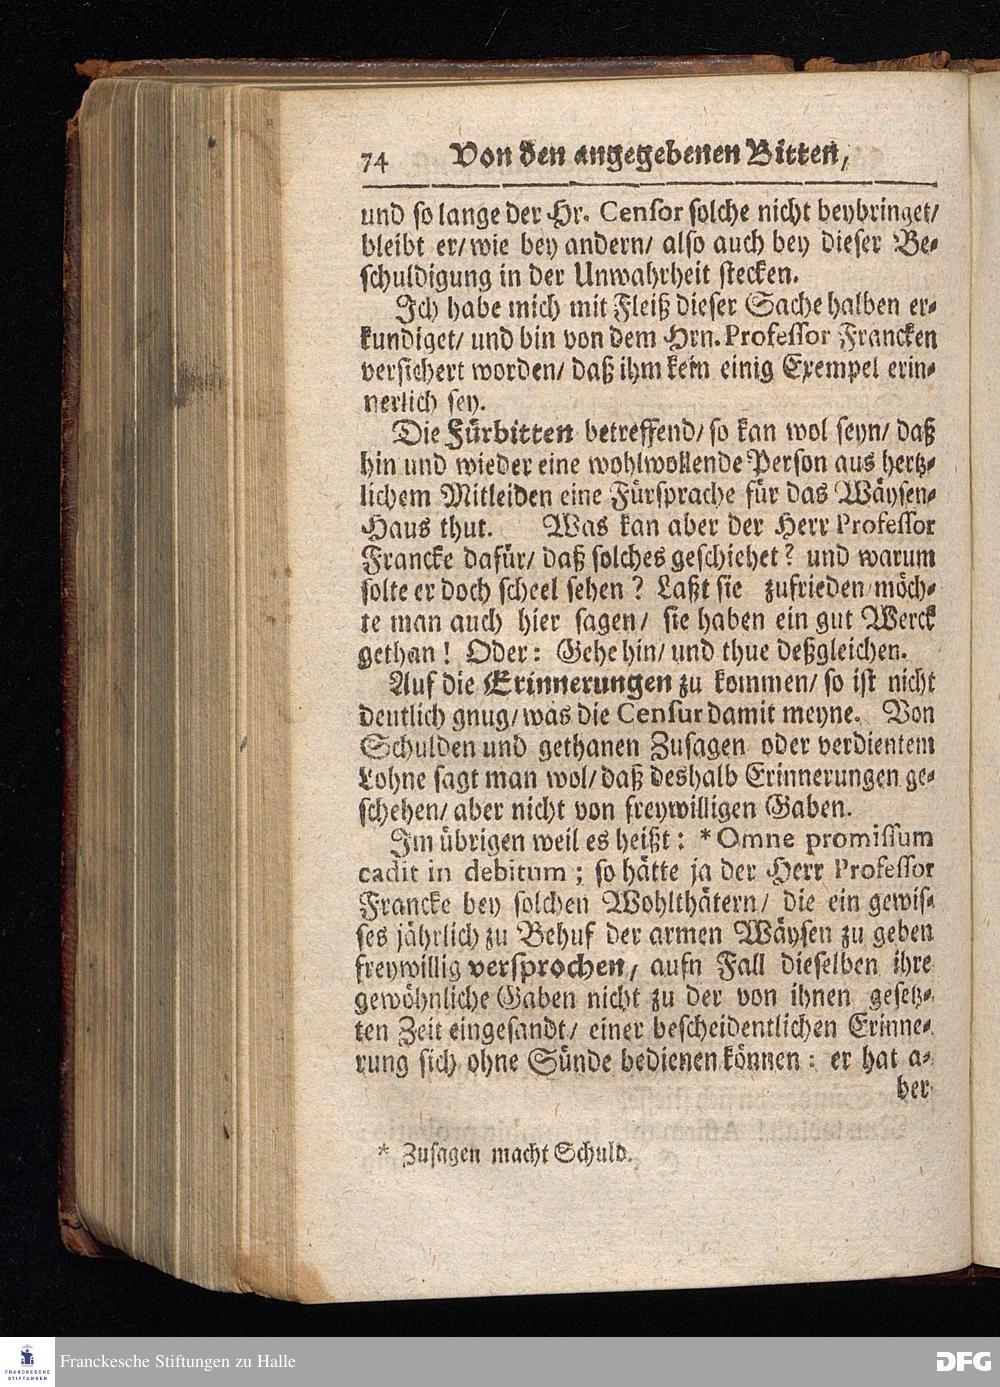 74 Von den angegebenen Bitten,
und so lange der Hr. Censor solche nicht beybringet/
bleibt er/ wie bey andern/ also auch bey dieser Be-
schuldigung in der Unwahrheit stecken.
Ich habe mich mit Fleiß dieser Sache halben er-
kundiget/ und bin von dem Hrn. Professor Francken
versichert worden/ daß ihm kein einig Exempel erin-
nerlich sey.
Die Fürbitten betreffend/ so kan wol seyn/ daß
hin und wieder eine wohlwollende Person aus hertz-
lichem Mitleiden eine Fürsprache für das Wäysen-
Haus thut. Was kan aber der Herr Professor
Francke dafür/ daß solches geschiehet? und warum
solte er doch scheel sehen? Laßt sie zufrieden/ möch-
te man auch hier sagen/ sie haben ein gut Werck
gethan! Oder: Gehe hin/ und thue deßgleichen.
Auf die Erinnerungen zu kommen/ so ist nicht
deutlich gnug/ was die Censur damit meyne. Von
Schulden und gethanen Zusagen oder verdientem
Lohne sagt man wol/ daß deshalb Erinnerungen ge-
schehen/ aber nicht von freywilligen Gaben.
Im übrigen weil es heißt: * Omne promissum
cadit in debitum; so hätte ja der Herr Professor
Francke bey solchen Wohlthätern/ die ein gewis-
ses jährlich zu Behuf der armen Wäysen zu geben
freywillig versprochen, aufn Fall dieselben ihre
gewöhnliche Gaben nicht zu der von ihnen gesetz-
ten Zeit eingesandt/ einer bescheidentlichen Erinne-
rung sich ohne Sünde bedienen können: er hat a-
ber
* Zusagen macht Schuld.
FRANCKESCHE
STIFTUNGEN
Franckesche Stiftungen zu Halle
DFG